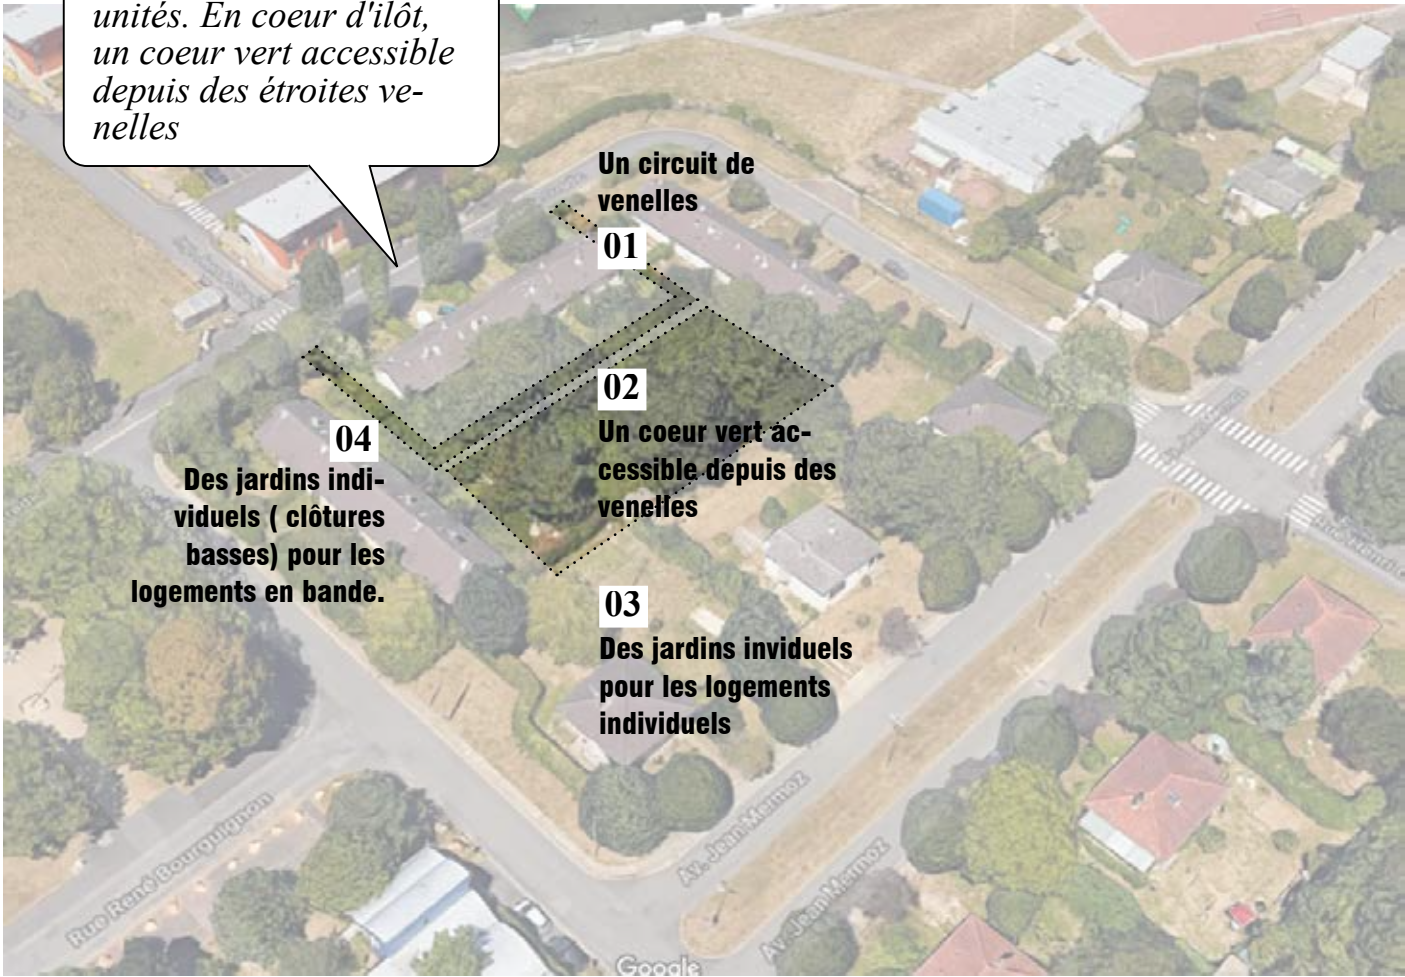 unités. En coeur d'ilôt,
un coeur vert accessible
depuis des étroites ve-
nelles
Un circuit de
venelles
01
02
Un coeur vert ac-
cessible depuis des
venelles
04
Des jardins indi-
viduels ( clôtures
basses) pour les
logements en bande.
03
Des jardins inviduels
pour les logements
individuels
Rue René Bourguignon
Av. Jean Mermoz
Av. Jean Mermoz
Google